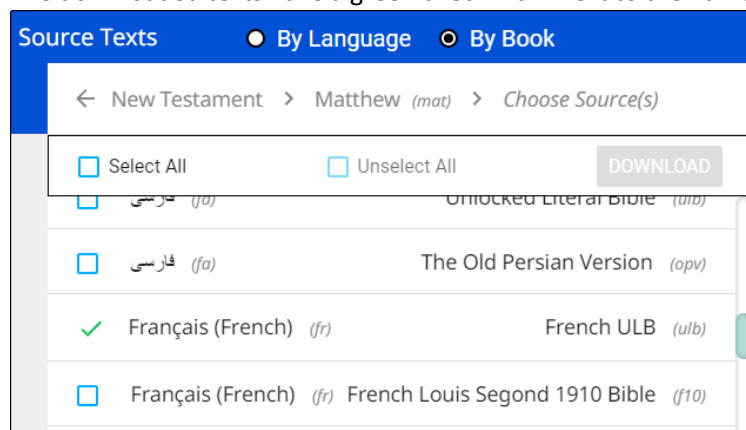 Source Texts By Language By Book
← New Testament > Matthew (mat) > Choose Source(s)
Select All Unselect All DOWNLOAD
فارسی (fa) Unlocked Literal Bible (ulb)
فارسی (fa) The Old Persian Version (opv)
Français (French) (fr) French ULB (ulb)
Français (French) (fr) French Louis Segond 1910 Bible (f10)